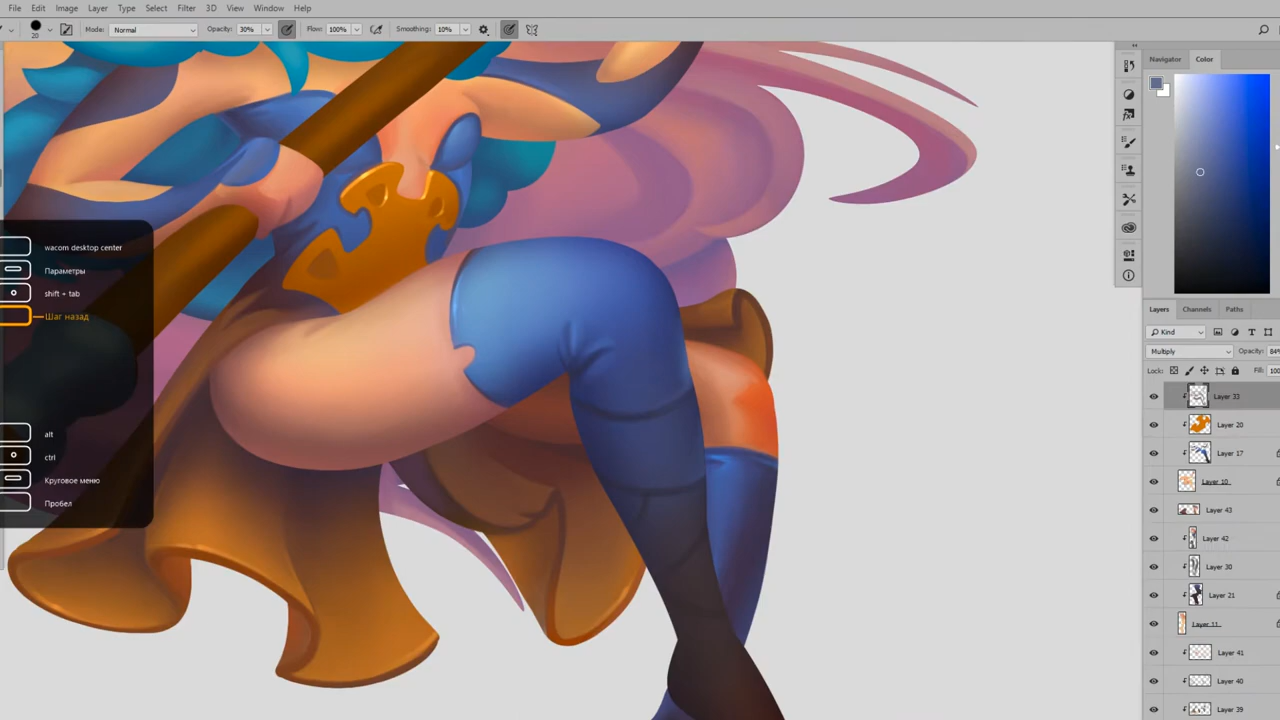 File Edit Image Layer Type Select Filter 3D View Window Help
20 Mode: Normal Opacity: 30% Flow: 100% Smoothing: 10%
Navigator Color
wacom desktop center
Параметры
shift + tab
Шаг назад
alt
ctrl
Круговое меню
Пробел
Layers Channels Paths
Kind
Multiply Opacity: 84%
Lock: Fill: 100
Layer 33
Layer 20
Layer 17
Layer 10
Layer 43
Layer 42
Layer 30
Layer 21
Layer 11
Layer 41
Layer 40
Layer 39